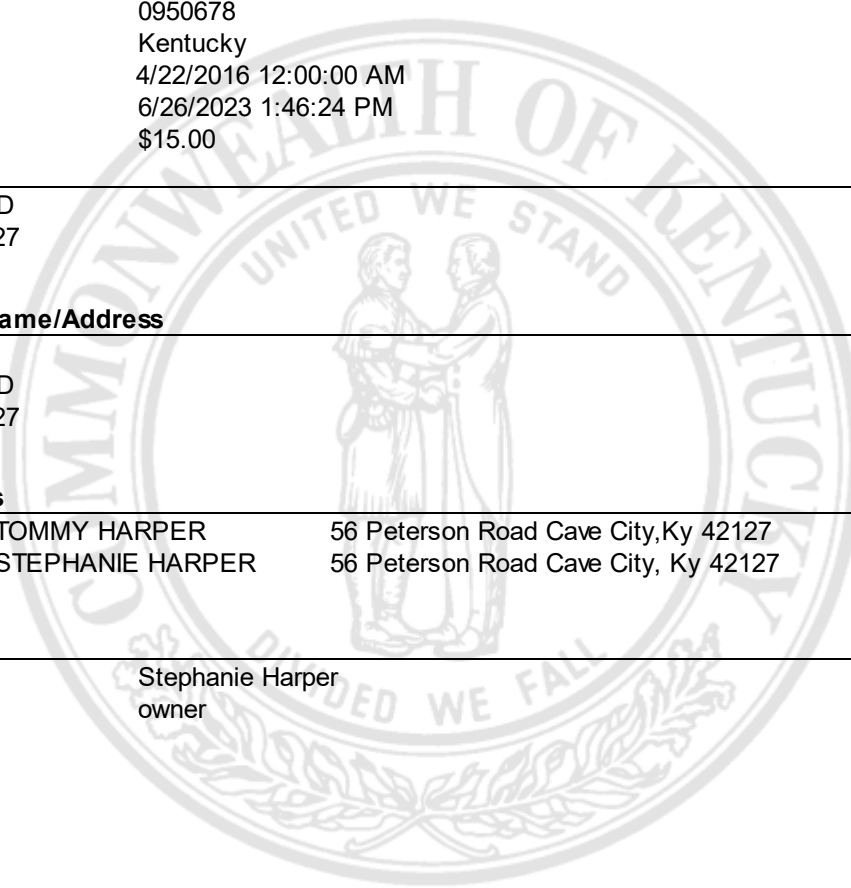 0950678
Kentucky
4/22/2016 12:00:00 AM
6/26/2023 1:46:24 PM
$15.00
D
27
ame/Address
D
27
s
TOMMY HARPER 56 Peterson Road Cave City,Ky 42127
STEPHANIE HARPER 56 Peterson Road Cave City, Ky 42127
Stephanie Harper
owner
COMMONWEALTH OF KENTUCKY
UNITED WE STAND
DIVIDED WE FALL